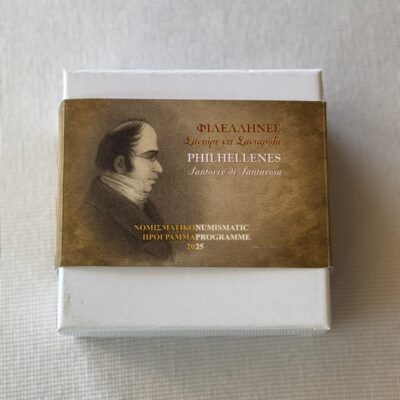 ΦΙΛΕΛΛΗΝΕΣ
Σαντόρε ντι Σανταρόζα
PHILHELLENES
Santorre di Santarosa
ΝΟΜΙΣΜΑΤΙΚΟ NUMISMATIC
ΠΡΟΓΡΑΜΜΑ PROGRAMME
2025